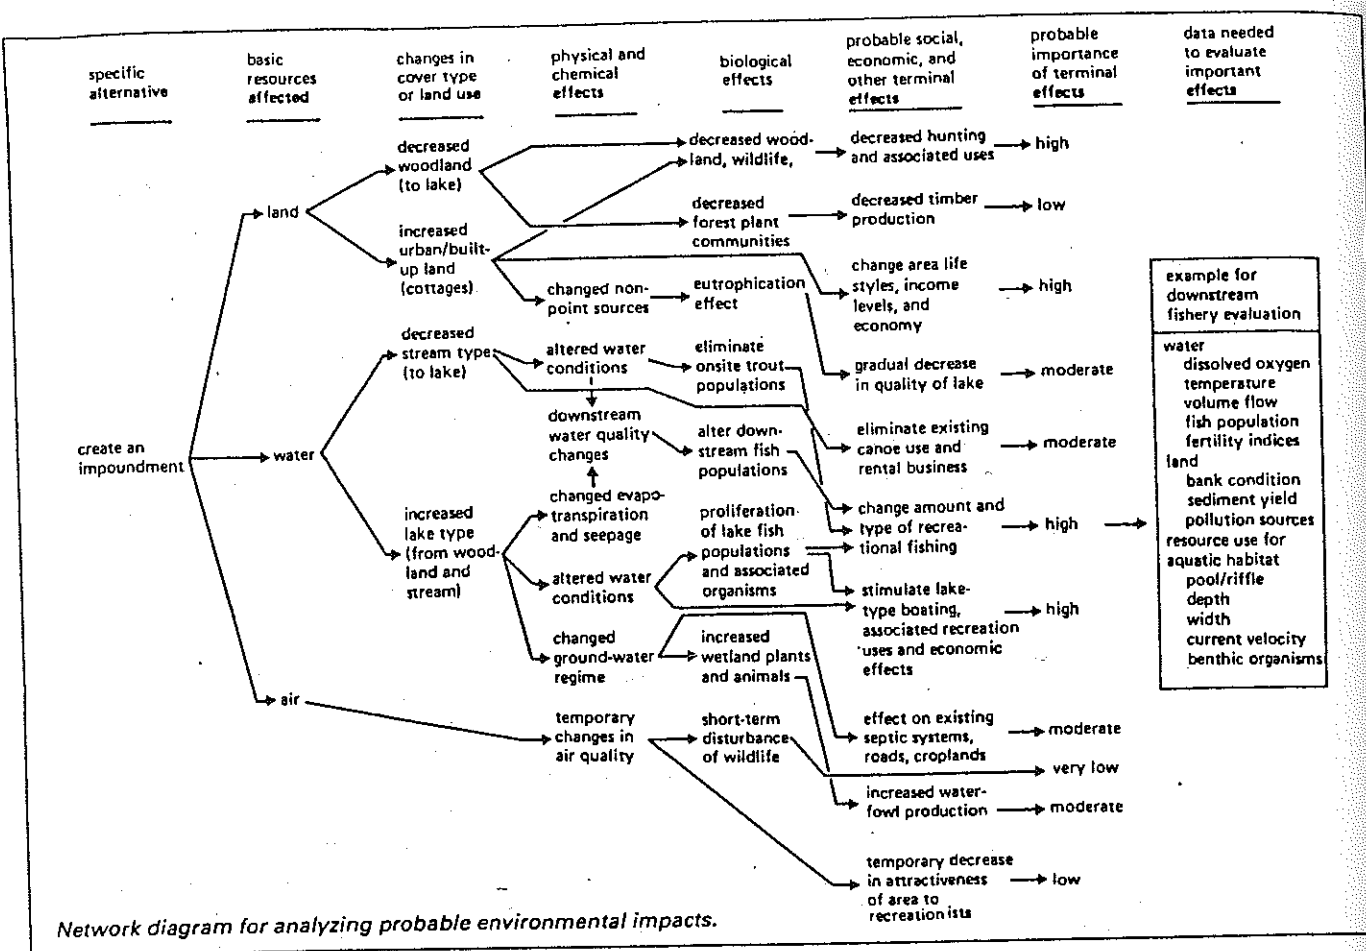 specific
alternative
basic
resources
affected
changes in
cover type
or land use
physical and
chemical
effects
biological
effects
probable social,
economic, and
other terminal
effects
probable
importance
of terminal
effects
data needed
to evaluate
important
effects
create an
impoundment
land
water
air
decreased
woodland
(to lake)
increased
urban/built-
up land
(cottages)
decreased
stream type
(to lake)
increased
lake type
(from wood-
land and
stream)
changed non-
point sources
altered water
conditions
downstream
water quality
changes
changed evapo-
transpiration
and seepage
altered water
conditions
changed
ground-water
regime
temporary
changes in
air quality
decreased wood-
land, wildlife,
decreased
forest plant
communities
eutrophication
effect
eliminate
onsite trout
populations
alter down-
stream fish
populations
proliferation
of lake fish
populations
and associated
organisms
increased
wetland plants
and animals
short-term
disturbance
of wildlife
decreased hunting
and associated uses
decreased timber
production
change area life
styles, income
levels, and
economy
gradual decrease
in quality of lake
eliminate existing
canoe use and
rental business
change amount and
type of recrea-
tional fishing
stimulate lake-
type boating,
associated recreation
uses and economic
effects
effect on existing
septic systems,
roads, croplands
increased water-
fowl production
temporary decrease
in attractiveness
of area to
recreationists
high
low
high
moderate
moderate
high
high
moderate
very low
moderate
low
example for
downstream
fishery evaluation
water
dissolved oxygen
temperature
volume flow
fish population
fertility indices
land
bank condition
sediment yield
pollution sources
resource use for
aquatic habitat
pool/riffle
depth
width
current velocity
benthic organisms
Network diagram for analyzing probable environmental impacts.